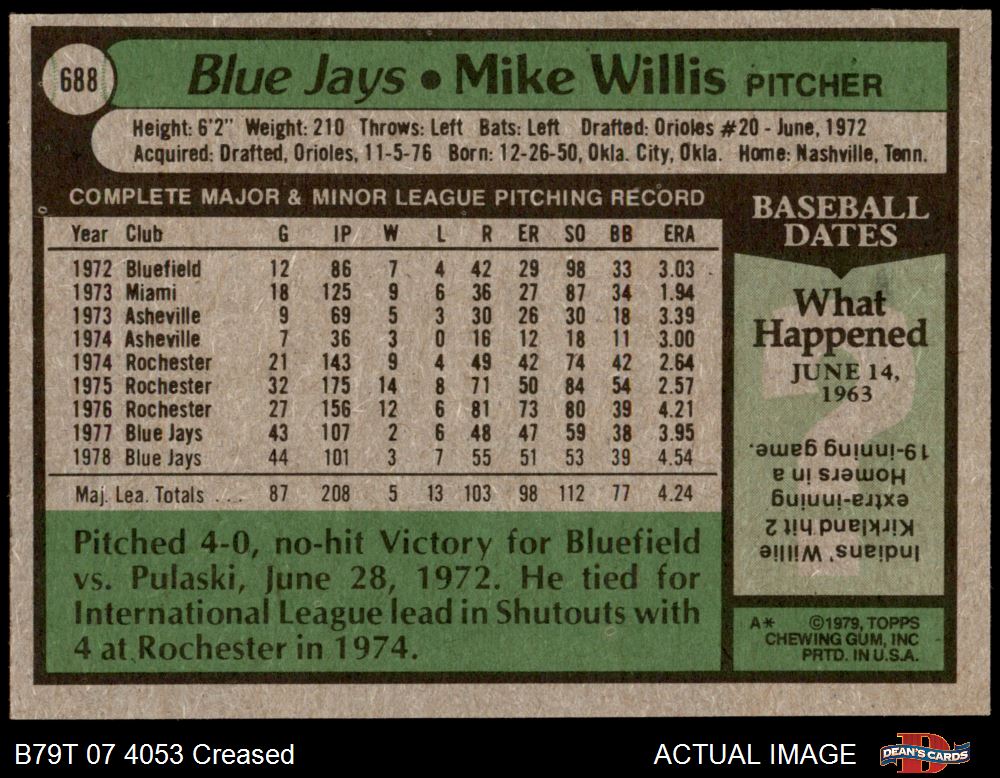 688
Blue Jays • Mike Willis PITCHER
Height: 6'2" Weight: 210 Throws: Left Bats: Left Drafted: Orioles #20 - June, 1972
Acquired: Drafted, Orioles, 11-5-76 Born: 12-26-50, Okla. City, Okla. Home: Nashville, Tenn.
COMPLETE MAJOR & MINOR LEAGUE PITCHING RECORD
Year Club G IP W L R ER SO BB ERA
1972 Bluefield 12 86 7 4 42 29 98 33 3.03
1973 Miami 18 125 9 6 36 27 87 34 1.94
1973 Asheville 9 69 5 3 30 26 30 18 3.39
1974 Asheville 7 36 3 0 16 12 18 11 3.00
1974 Rochester 21 143 9 4 49 42 74 42 2.64
1975 Rochester 32 175 14 8 71 50 84 54 2.57
1976 Rochester 27 156 12 6 81 73 80 39 4.21
1977 Blue Jays 43 107 2 6 48 47 59 38 3.95
1978 Blue Jays 44 101 3 7 55 51 53 39 4.54
Maj. Lea. Totals ... 87 208 5 13 103 98 112 77 4.24
Pitched 4-0, no-hit Victory for Bluefield
vs. Pulaski, June 28, 1972. He tied for
International League lead in Shutouts with
4 at Rochester in 1974.
BASEBALL
DATES
What
Happened
JUNE 14,
1963
Indians' Willie
Kirkland hit 2
extra-inning
Homers in a
19-inning game.
A* ©1979, TOPPS
CHEWING GUM, INC
PRTD. IN U.S.A.
B79T 07 4053 Creased
ACTUAL IMAGE
DEAN'S CARDS